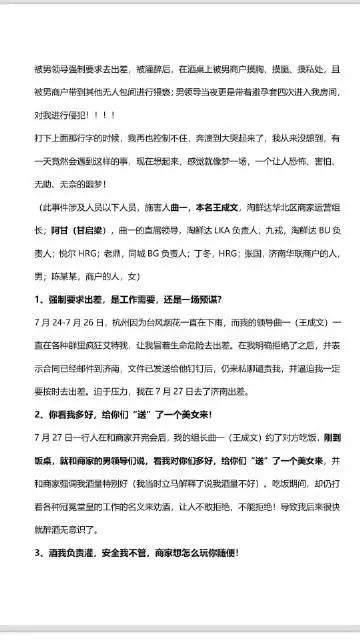 被男领导强制要求去出差，被灌醉后，在酒桌上被男商户摸胸、摸腿、摸私处，且
被男商户带到其他无人包间进行猥亵；男领导当夜更是带着避孕套四次进入我房间，
对我进行侵犯！！！！
打下上面那行字的时候，我再也控制不住，奔溃到大哭起来了，我从来没想到，有
一天竟然会遇到这样的事，现在想起来，感觉就像梦一场，一个让人恐怖、害怕、
无助、无奈的噩梦！
（此事件涉及人员以下人员，施害人曲一，本名王成文，淘鲜达华北区商家运营组
长；阿甘（甘启梁），曲一的直属领导，淘鲜达 LKA 负责人；九戒，淘鲜达 BU 负
责人；悦尔 HRG；老鼎，同城 BG 负责人；丁冬，HRG；张国，济南华联商户的人，
男；陈某某，商户的人，女）
1、强制要求出差，是工作需要，还是一场预谋？
7 月 24-7 月 26 日，杭州因为台风烟花一直在下雨，而我的领导曲一（王成文）一
直在各种群里疯狂艾特我，让我冒着生命危险去出差。在我明确拒绝了之后，并表
示合同已经邮件到济南，文件已发送给他钉钉后，仍来私聊谴责我，并逼迫我一定
要按时去出差。迫于压力，我在 7 月 27 日去了济南出差。
2、你看我多好，给你们“送”了一个美女来！
7 月 27 日一行人在和商家开完会后，我的组长曲一（王成文）约了对方吃饭，刚到
饭桌，就和商家的男领导们说，看我对你们多好，给你们“送”了一个美女来，并
和商家强调我酒量特别好（我当时立马解释了说我酒量不好）。吃饭期间，却仍打
着各种冠冕堂皇的工作的名义来劝酒，让人不敢拒绝，不能拒绝！导致我后来很快
就醉酒无意识了。
3、酒我负责灌，安全我不管，商家想怎么玩你随便！